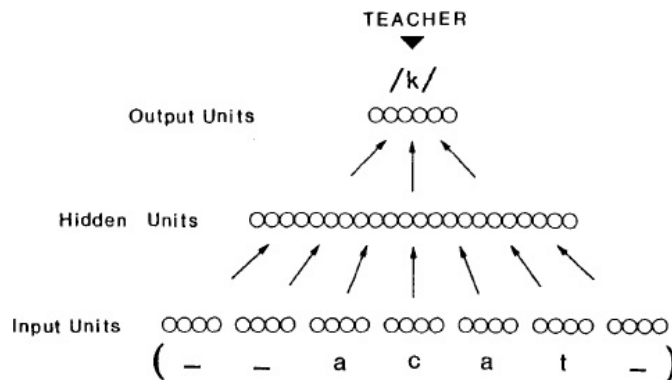 TEACHER
/k/
Output Units
Hidden Units
Input Units
( _ _ a c a t _ )